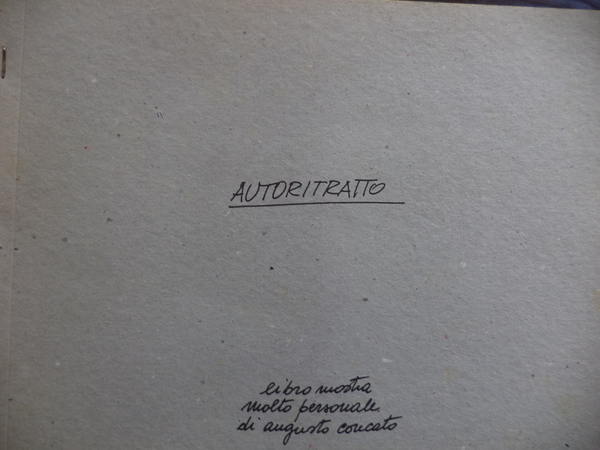 AUTORITRATTO
libro mostra
molto personale
di augusto concato